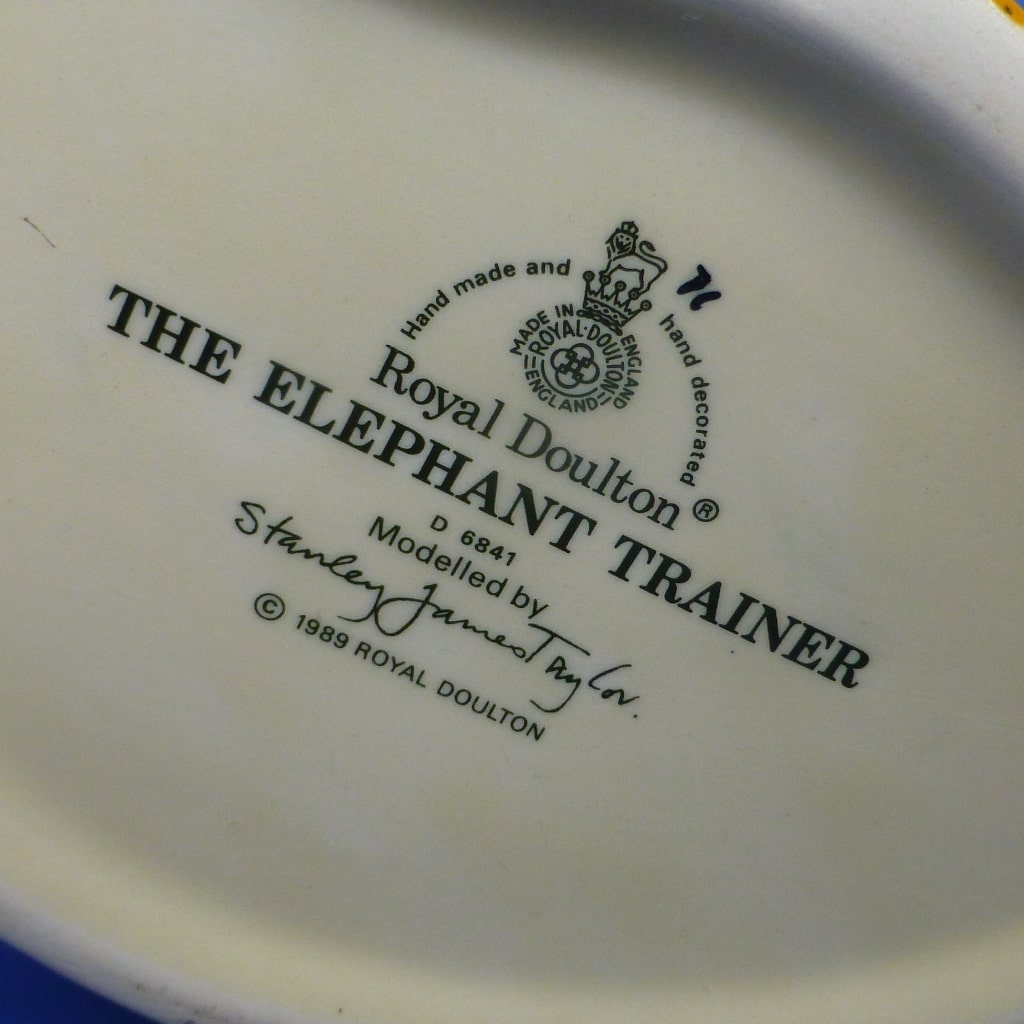 Hand made and hand decorated
MADE IN ENGLAND
ROYAL·DOULTON
ENGLAND
Royal Doulton ®
THE ELEPHANT TRAINER
D 6841
Modelled by
Stanley James Taylor.
© 1989 ROYAL DOULTON